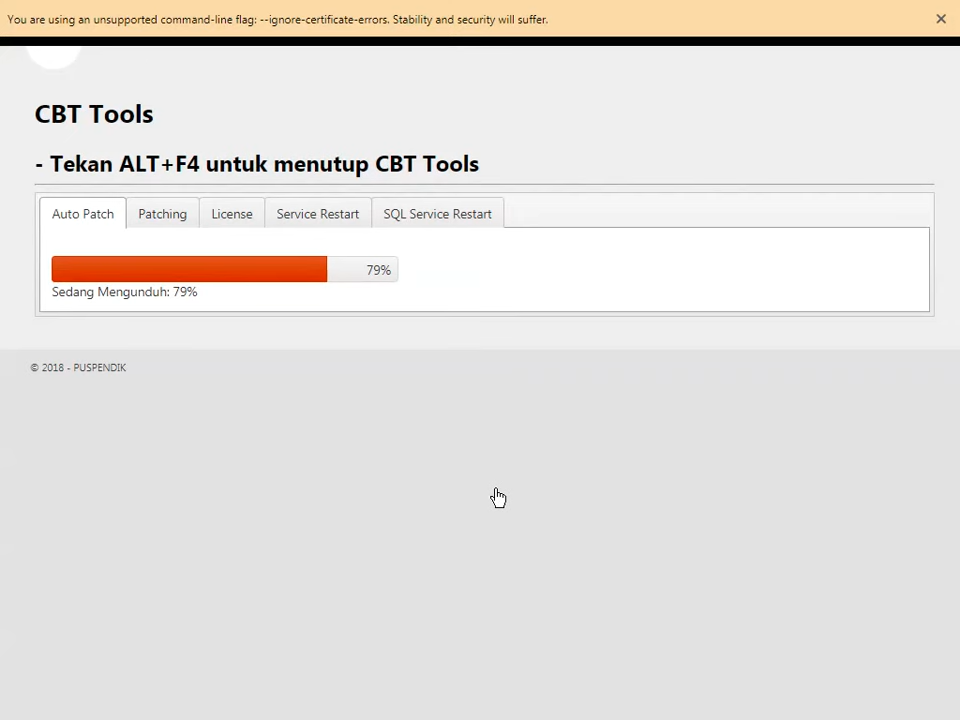 You are using an unsupported command-line flag: --ignore-certificate-errors. Stability and security will suffer.
CBT Tools
- Tekan ALT+F4 untuk menutup CBT Tools
Auto Patch Patching License Service Restart SQL Service Restart
79%
Sedang Mengunduh: 79%
© 2018 - PUSPENDIK